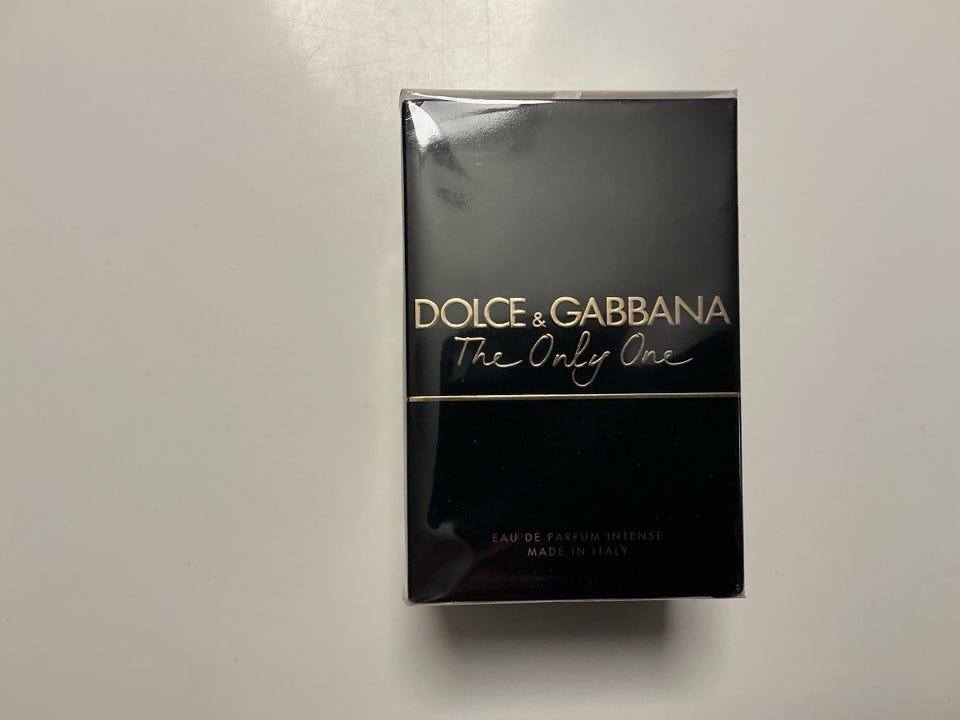 DOLCE & GABBANA
The Only One
EAU DE PARFUM INTENSE
MADE IN ITALY